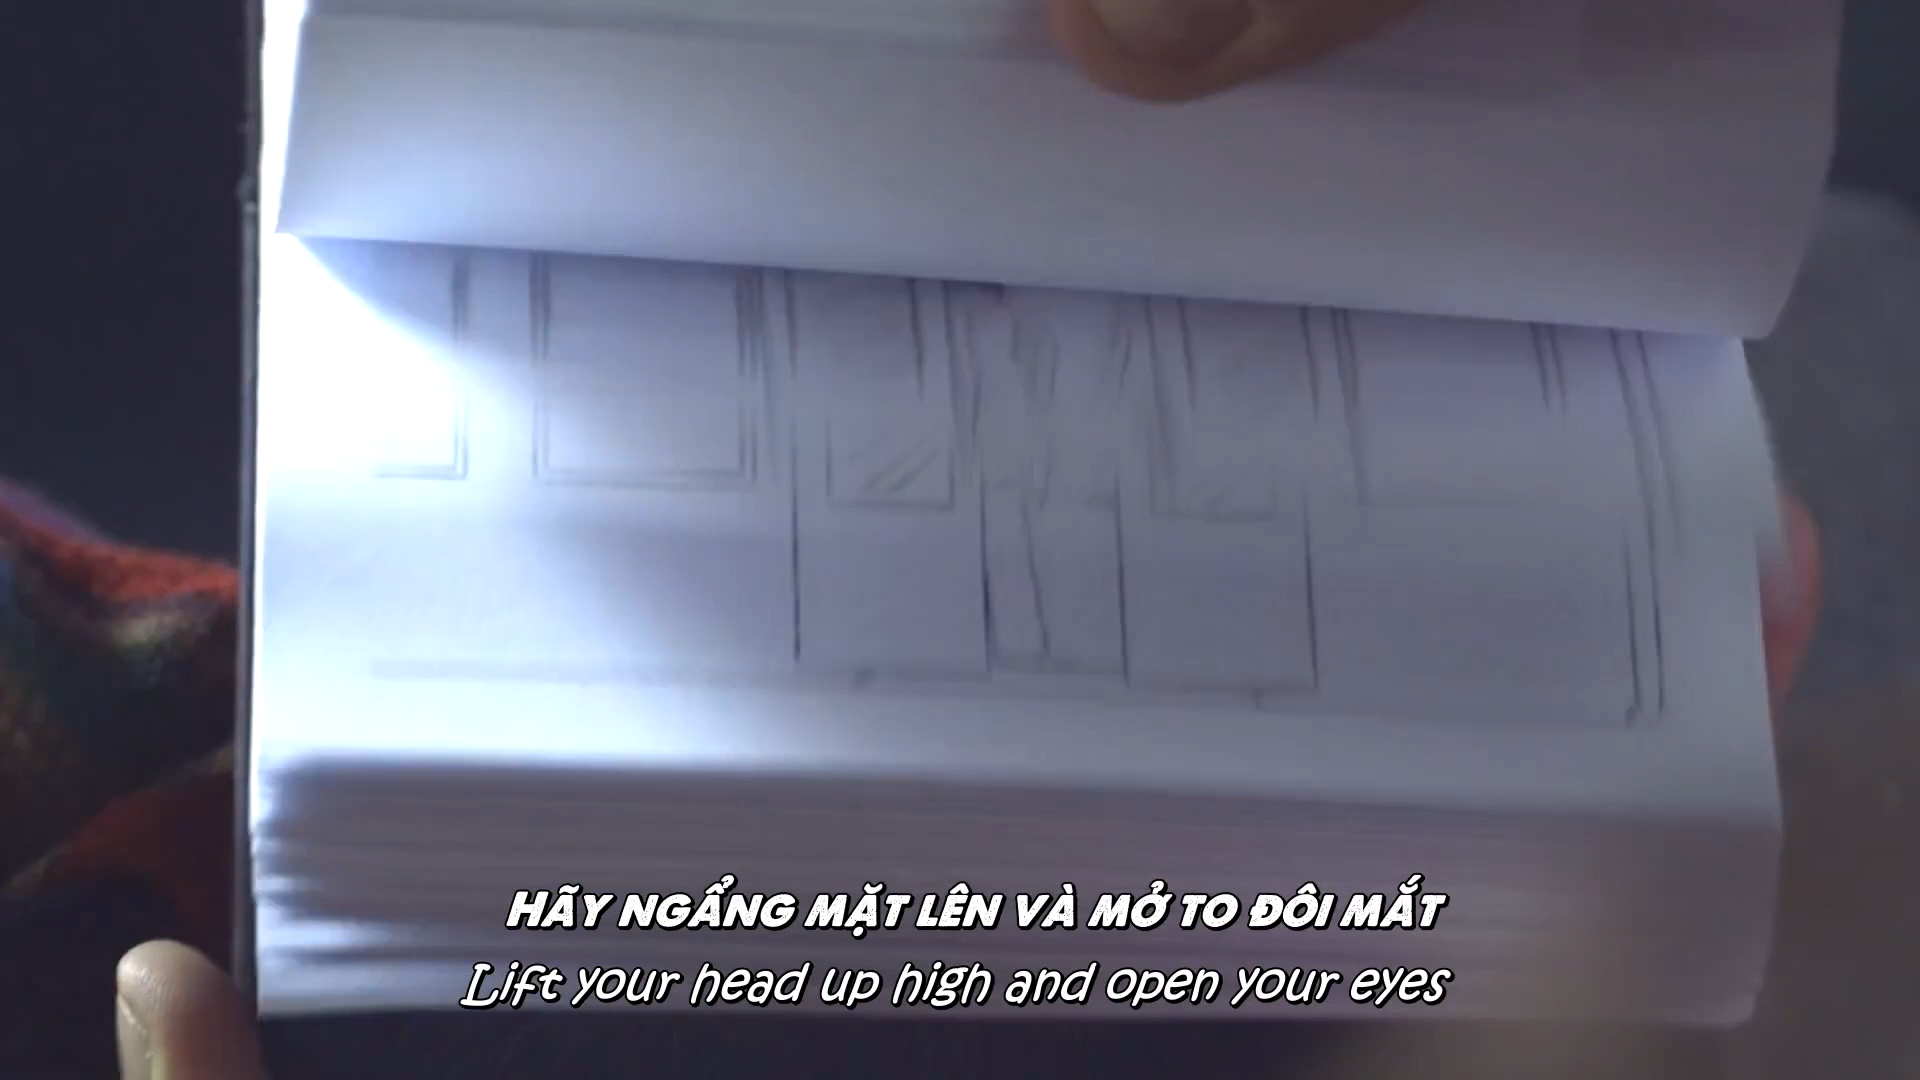 HÃY NGẨNG MẶT LÊN VÀ MỞ TO ĐÔI MẮT
Lift your head up high and open your eyes